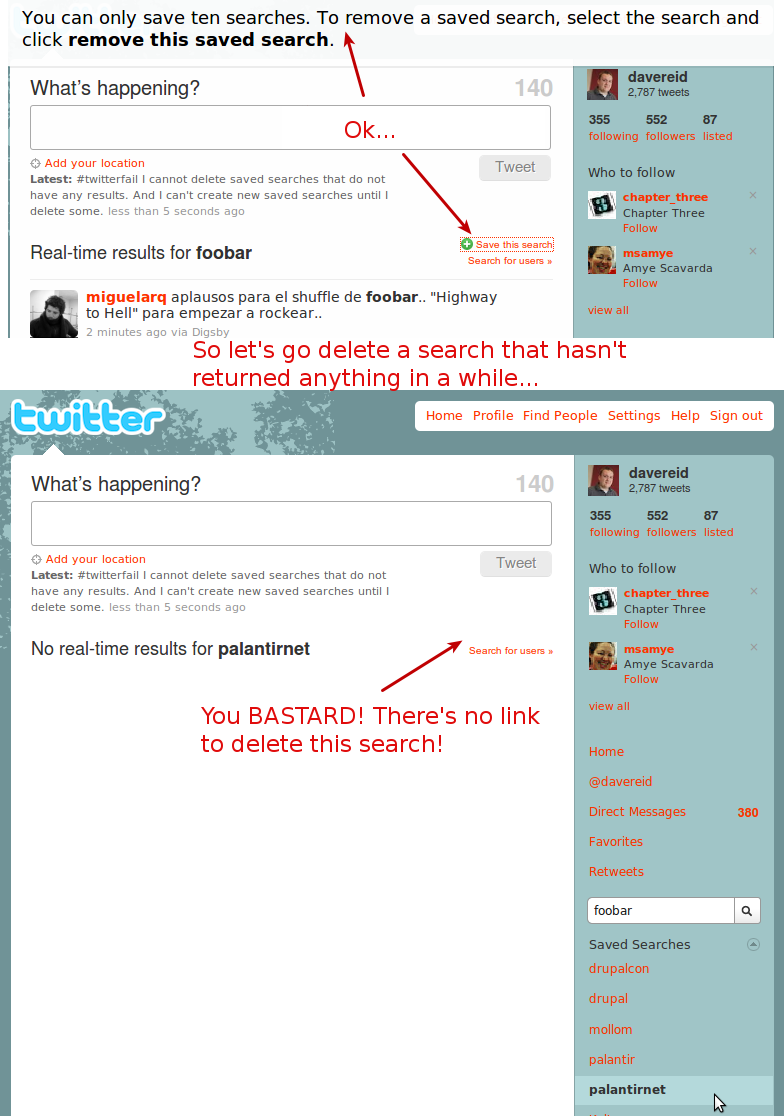 You can only save ten searches. To remove a saved search, select the search and
click remove this saved search.
What's happening?
140
Ok...
Add your location
Tweet
Latest: #twitterfail I cannot delete saved searches that do not
have any results. And I can't create new saved searches until I
delete some. less than 5 seconds ago
Real-time results for foobar
Save this search
Search for users »
miguelarq aplausos para el shuffle de foobar.. "Highway
to Hell" para empezar a rockear..
2 minutes ago via Digsby
davereid
2,787 tweets
355 552 87
following followers listed
Who to follow
chapter_three ×
Chapter Three
Follow
msamye ×
Amye Scavarda
Follow
view all
So let's go delete a search that hasn't
returned anything in a while...
twitter
Home Profile Find People Settings Help Sign out
What's happening?
140
Add your location
Tweet
Latest: #twitterfail I cannot delete saved searches that do not
have any results. And I can't create new saved searches until I
delete some. less than 5 seconds ago
No real-time results for palantirnet
Search for users »
You BASTARD! There's no link
to delete this search!
davereid
2,787 tweets
355 552 87
following followers listed
Who to follow
chapter_three ×
Chapter Three
Follow
msamye ×
Amye Scavarda
Follow
view all
Home
@davereid
Direct Messages 380
Favorites
Retweets
foobar
Saved Searches
drupalcon
drupal
mollom
palantir
palantirnet